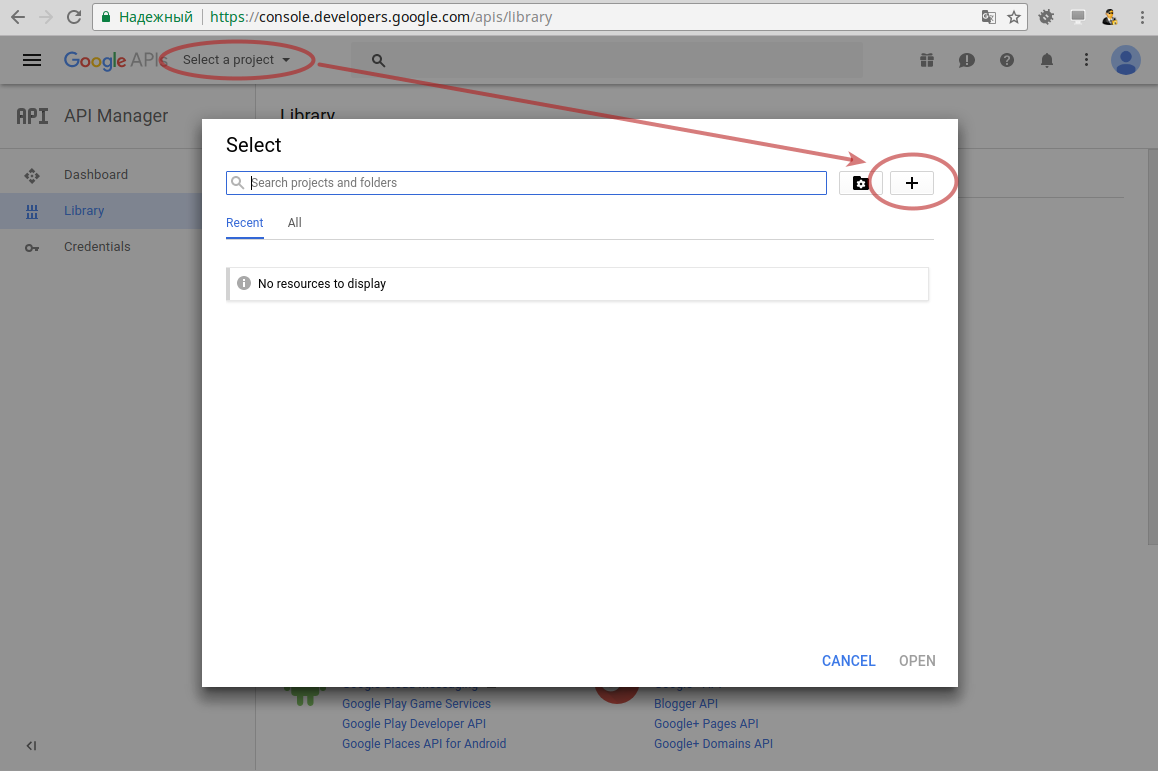 Надежный https://console.developers.google.com/apis/library
Google APIs Select a project
API API Manager Library
Dashboard
Library
Credentials
Select
Search projects and folders
Recent All
No resources to display
CANCEL OPEN
Google Play Game Services Blogger API
Google Play Developer API Google+ Pages API
Google Places API for Android Google+ Domains API